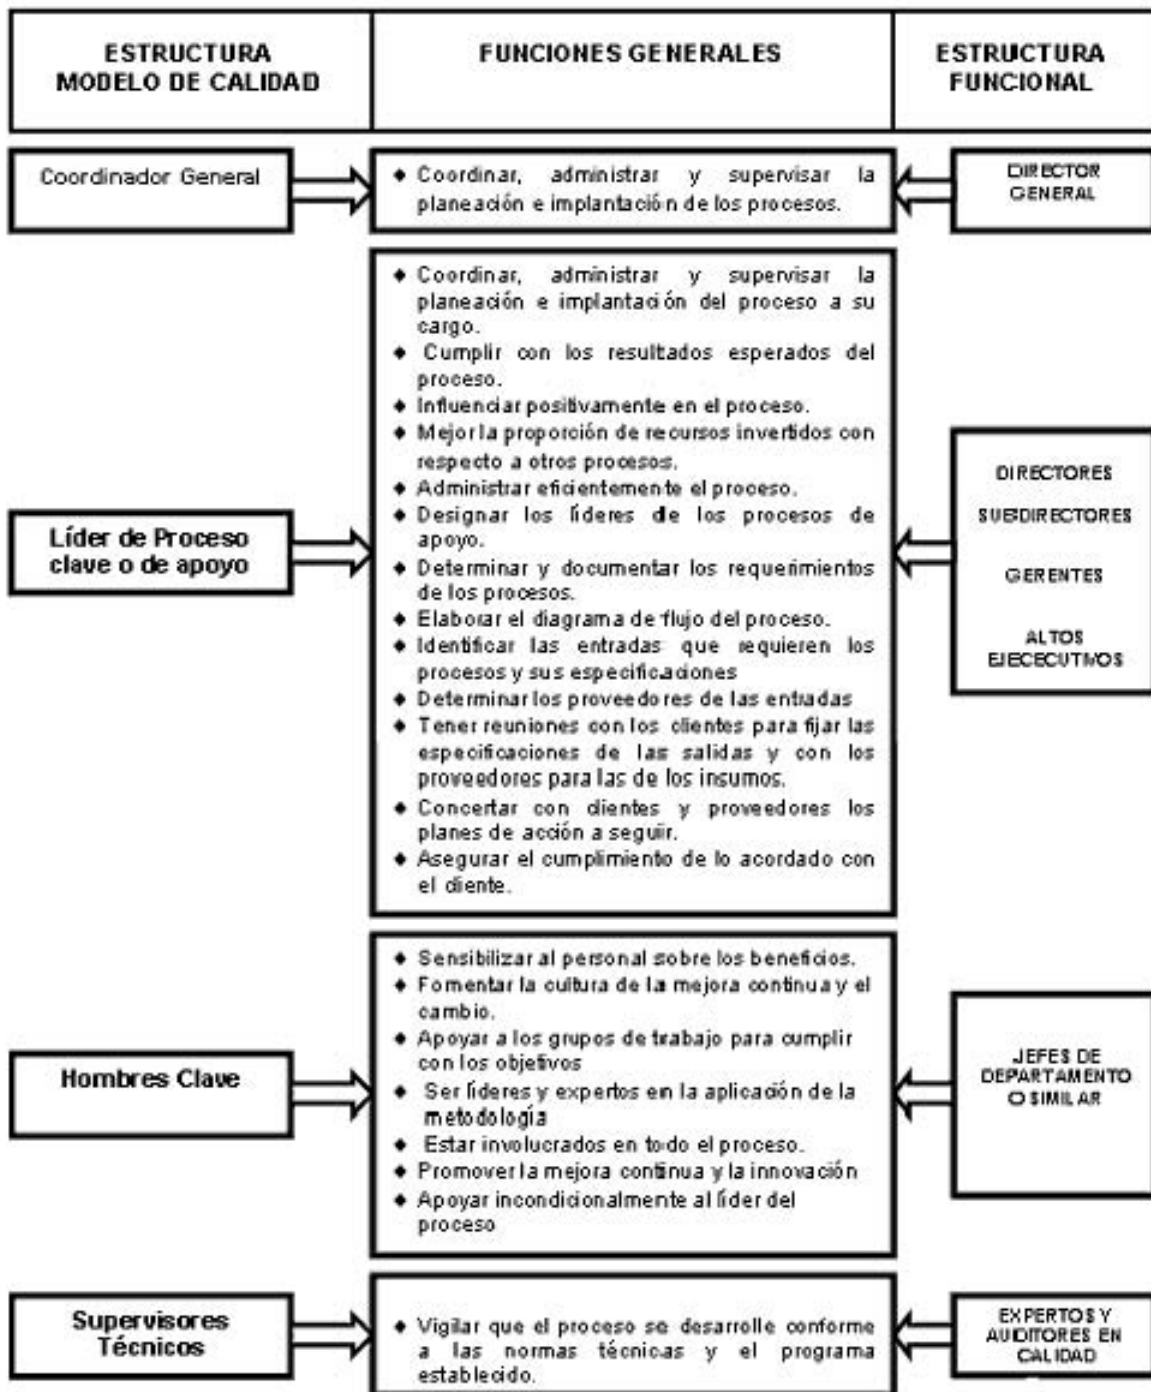 ESTRUCTURA
MODELO DE CALIDAD
FUNCIONES GENERALES
ESTRUCTURA
FUNCIONAL
Coordinador General
◆ Coordinar, administrar y supervisar la
planeación e implantación de los procesos.
DIRECTOR
GENERAL
Líder de Proceso
clave o de apoyo
◆ Coordinar, administrar y supervisar la
planeación e implantación del proceso a su
cargo.
◆ Cumplir con los resultados esperados del
proceso.
◆ Influenciar positivamente en el proceso.
◆ Mejor la proporción de recursos invertidos con
respecto a otros procesos.
◆ Administrar eficientemente el proceso.
◆ Designar los líderes de los procesos de
apoyo.
◆ Determinar y documentar los requerimientos
de los procesos.
◆ Elaborar el diagrama de flujo del proceso.
◆ Identificar las entradas que requieren los
procesos y sus especificaciones
◆ Determinar los proveedores de las entradas
◆ Tener reuniones con los clientes para fijar las
especificaciones de las salidas y con los
proveedores para las de los insumos.
◆ Concertar con clientes y proveedores los
planes de acción a seguir.
◆ Asegurar el cumplimiento de lo acordado con
el cliente.
DIRECTORES
SUBDIRECTORES
GERENTES
ALTOS
EJECECUTIVOS
Hombres Clave
◆ Sensibilizar al personal sobre los beneficios.
◆ Fomentar la cultura de la mejora continua y el
cambio.
◆ Apoyar a los grupos de trabajo para cumplir
con los objetivos
◆ Ser líderes y expertos en la aplicación de la
metodología
◆ Estar involucrados en todo el proceso.
◆ Promover la mejora continua y la innovación
◆ Apoyar incondicionalmente al líder del
proceso
JEFES DE
DEPARTAMENTO
O SIMILAR
Supervisores
Técnicos
◆ Vigilar que el proceso se desarrolle conforme
a las normas técnicas y el programa
establecido.
EXPERTOS Y
AUDITORES EN
CALIDAD